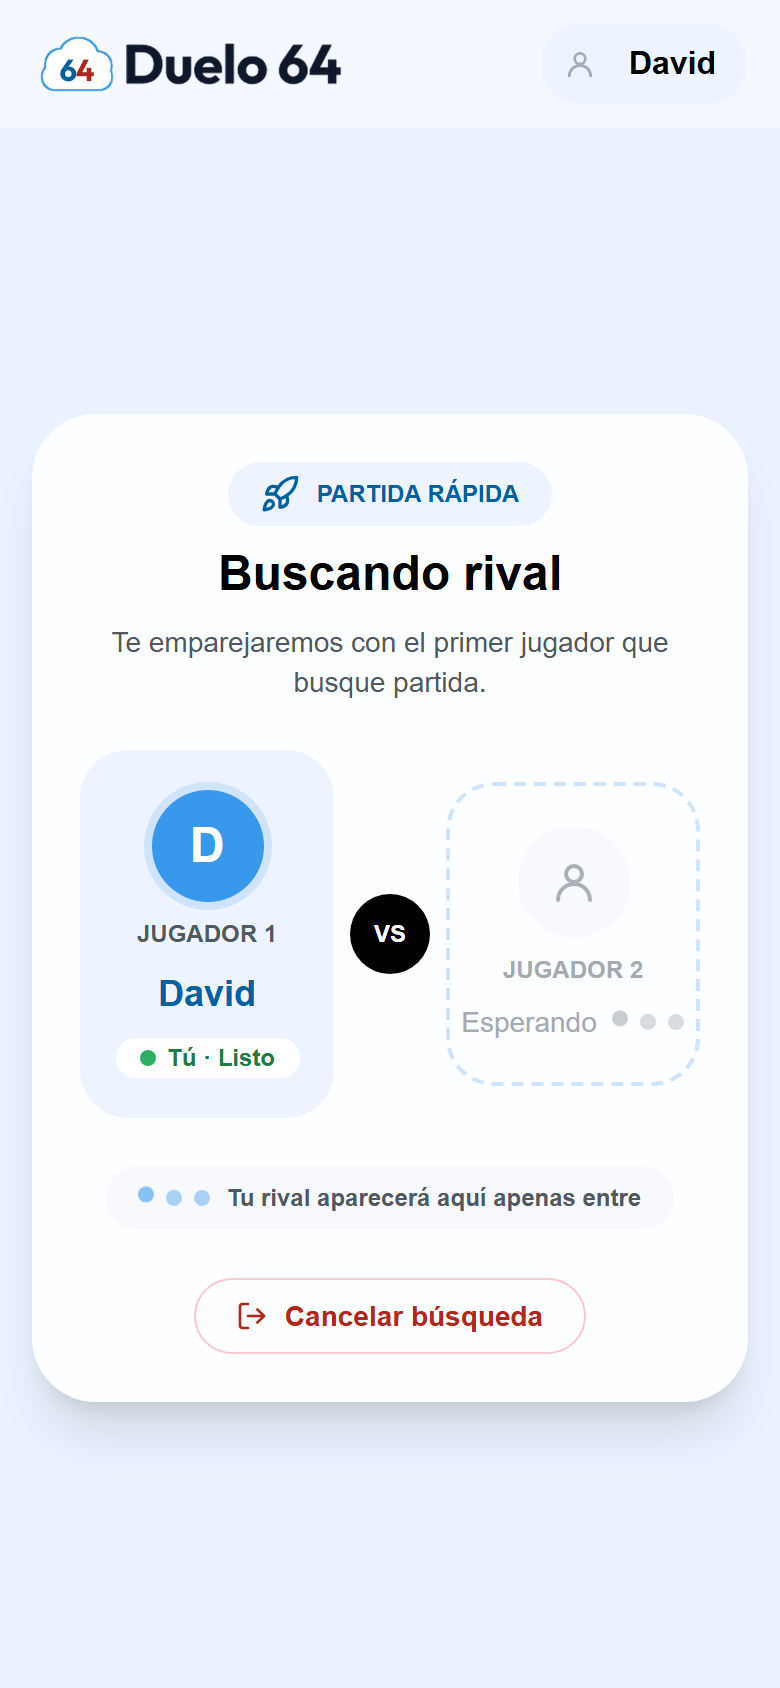 64 Duelo 64
David
PARTIDA RÁPIDA
Buscando rival
Te emparejaremos con el primer jugador que
busque partida.
D
JUGADOR 1
David
Tú · Listo
VS
JUGADOR 2
Esperando
Tu rival aparecerá aquí apenas entre
Cancelar búsqueda